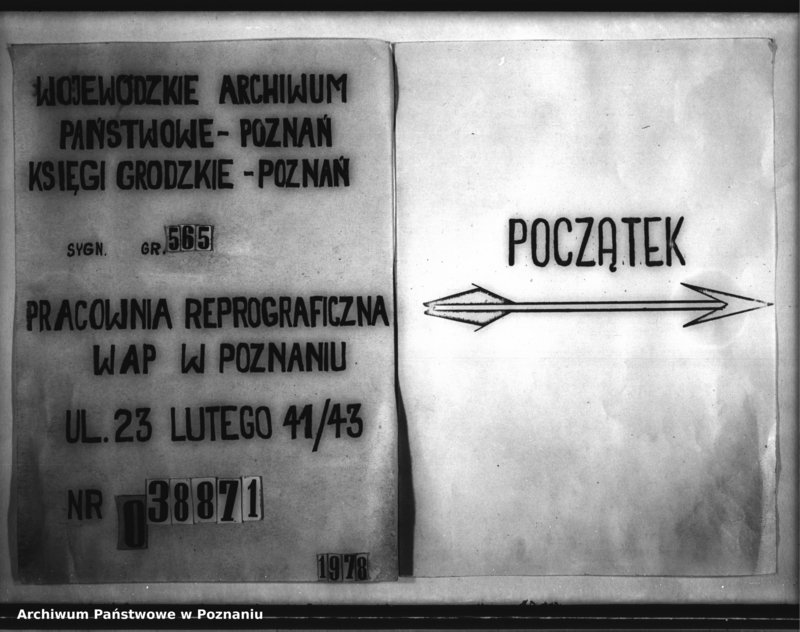 WOJEWÓDZKIE ARCHIWUM
PAŃSTWOWE - POZNAŃ
KSIĘGI GRODZKIE - POZNAŃ
SYGN. GR. 565
PRACOWNIA REPROGRAFICZNA
WAP W POZNANIU
UL. 23 LUTEGO 41/43
NR 038871
1978
POCZĄTEK
Archiwum Państwowe w Poznaniu